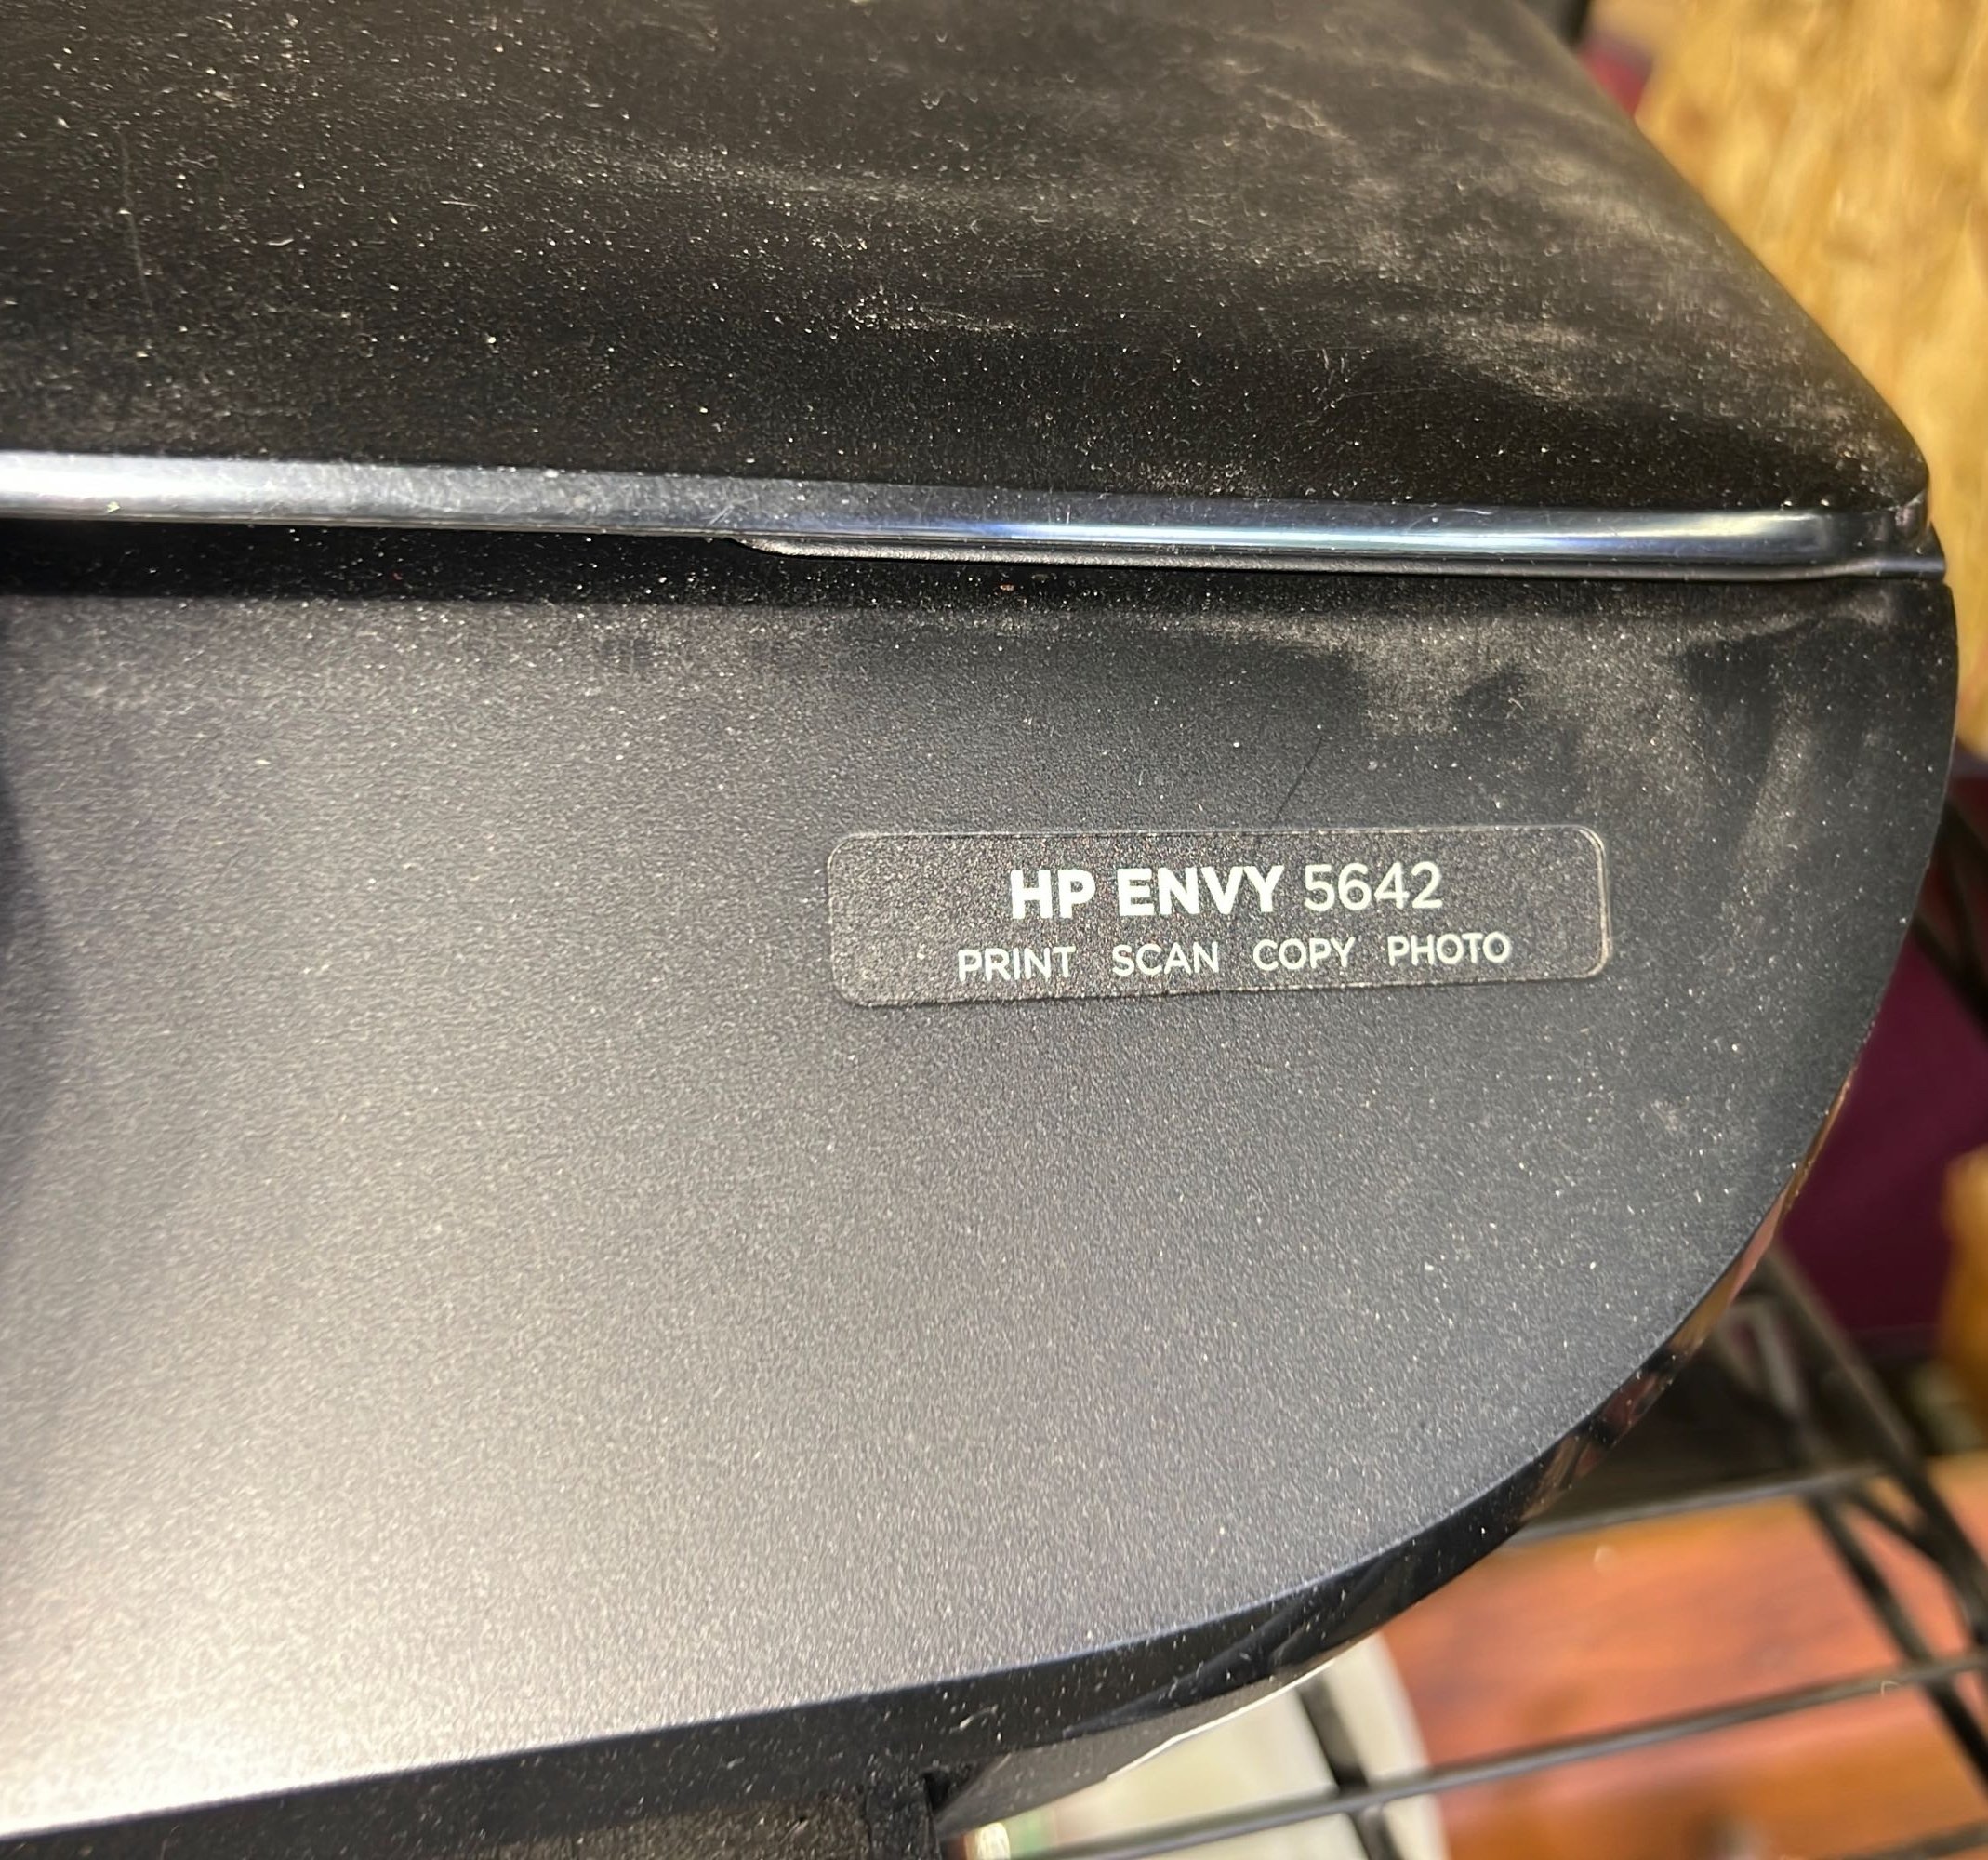 HP ENVY 5642
PRINT SCAN COPY PHOTO